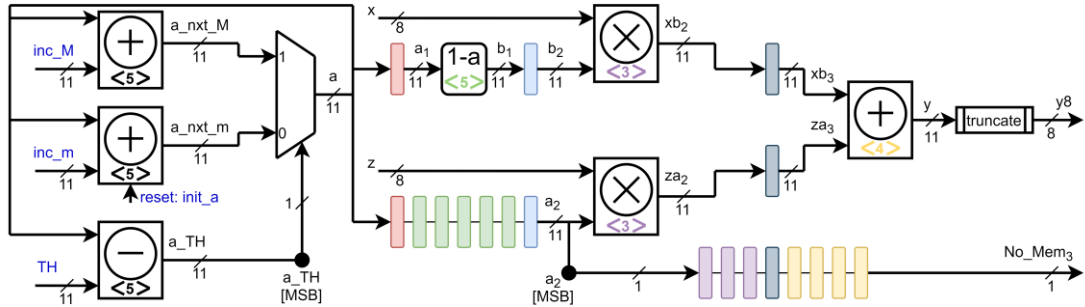 inc_M
11
+
<5>
a_nxt_M
11
inc_m
11
+
<5>
a_nxt_m
11
reset: init_a
TH
11
−
<5>
a_TH
11
1
0
1
a_TH
[MSB]
a
11
x
8
a1
11
1-a
<5>
b1
11
b2
11
×
<3>
xb2
11
z
8
a2
11
×
<3>
za2
11
a2
[MSB]
1
11
xb3
za3
11
+
<4>
y
11
truncate
y8
8
No_Mem3
1